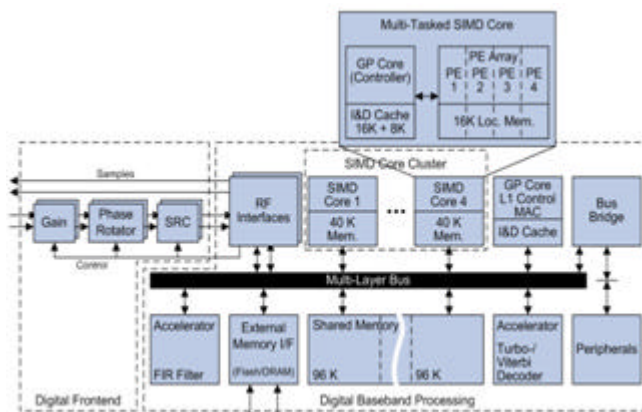 Multi-Tasked SIMD Core
GP Core
(Controller)
I&D Cache
16K + 8K
PE Array
PE PE PE PE
1 2 3 4
16K Loc. Mem.
SIMD Core Cluster
Samples
Gain
Phase
Rotator
SRC
Control
RF
Interfaces
SIMD
Core 1
40 K
Mem.
...
SIMD
Core 4
40 K
Mem.
GP Core
L1 Control
MAC
I&D Cache
Bus
Bridge
Multi-Layer Bus
Accelerator
FIR Filter
External
Memory I/F
(Flash/DRAM)
Shared Memory
96 K
96 K
Accelerator
Turbo-/
Viterbi
Decoder
Peripherals
Digital Frontend
Digital Baseband Processing